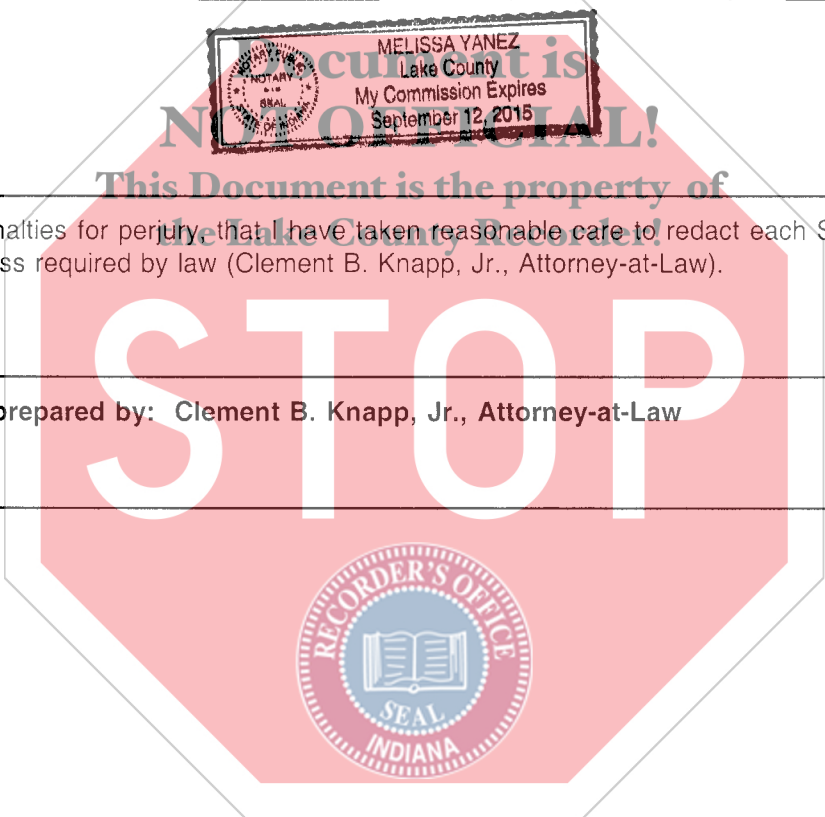 MELISSA YANEZ
Lake County
My Commission Expires
September 12, 2015
NOTARY PUBLIC
NOTARY
SEAL
STATE OF INDIANA
Document is
NOT OFFICIAL!
This Document is the property of
the Lake County Recorder!
nalties for perjury, that I have taken reasonable care to redact each S
ss required by law (Clement B. Knapp, Jr., Attorney-at-Law).
STOP
prepared by: Clement B. Knapp, Jr., Attorney-at-Law
RECORDER'S OFFICE
SEAL
INDIANA